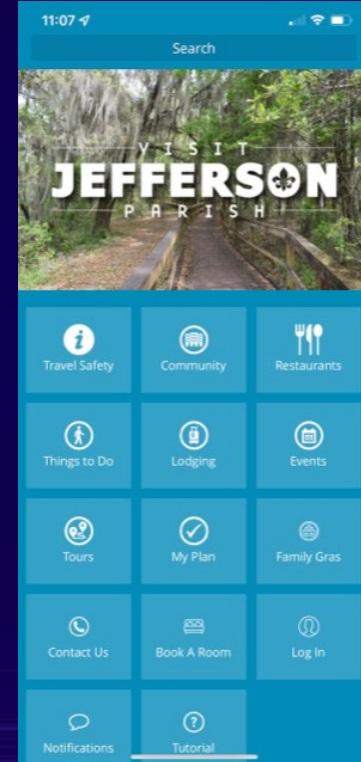 11:07
Search
VISIT
JEFFERSON
PARISH
Travel Safety
Community
Restaurants
Things to Do
Lodging
Events
Tours
My Plan
Family Gras
Contact Us
Book A Room
Log In
Notifications
Tutorial